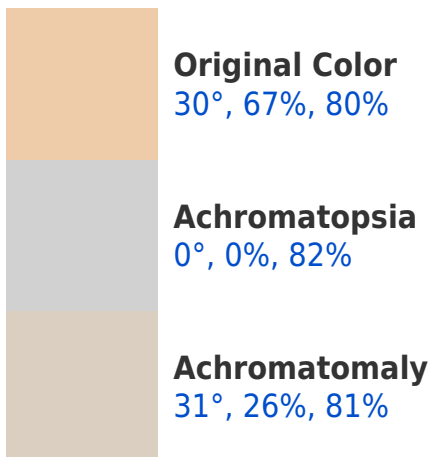 Original Color
30°, 67%, 80%
Achromatopsia
0°, 0%, 82%
Achromatomaly
31°, 26%, 81%